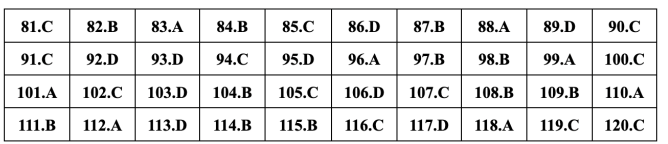 81.C 82.B 83.A 84.B 85.C 86.D 87.B 88.A 89.D 90.C
91.C 92.D 93.D 94.C 95.D 96.A 97.B 98.B 99.A 100.C
101.A 102.C 103.D 104.B 105.C 106.D 107.C 108.B 109.B 110.A
111.B 112.A 113.D 114.B 115.B 116.C 117.D 118.A 119.C 120.C